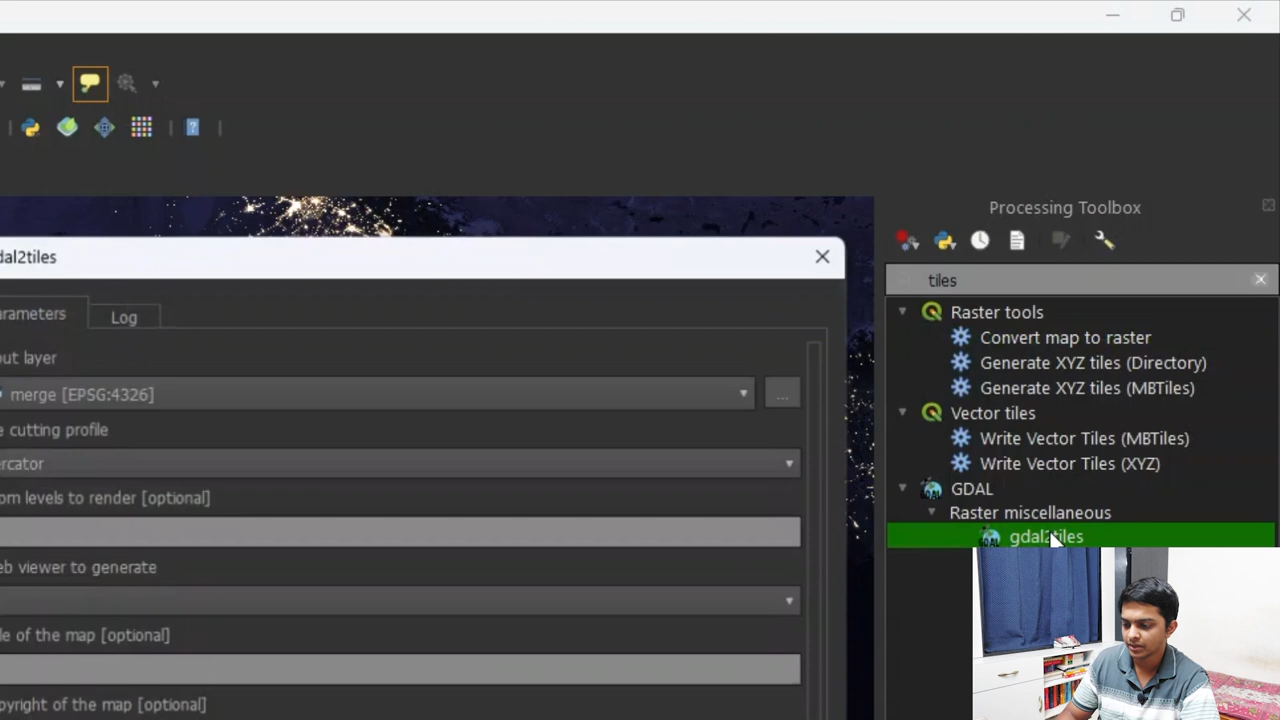 dal2tiles
arameters
Log
out layer
merge [EPSG:4326]
...
e cutting profile
rcator
om levels to render [optional]
eb viewer to generate
le of the map [optional]
pyright of the map [optional]
Processing Toolbox
tiles
Raster tools
Convert map to raster
Generate XYZ tiles (Directory)
Generate XYZ tiles (MBTiles)
Vector tiles
Write Vector Tiles (MBTiles)
Write Vector Tiles (XYZ)
GDAL
Raster miscellaneous
gdal2tiles